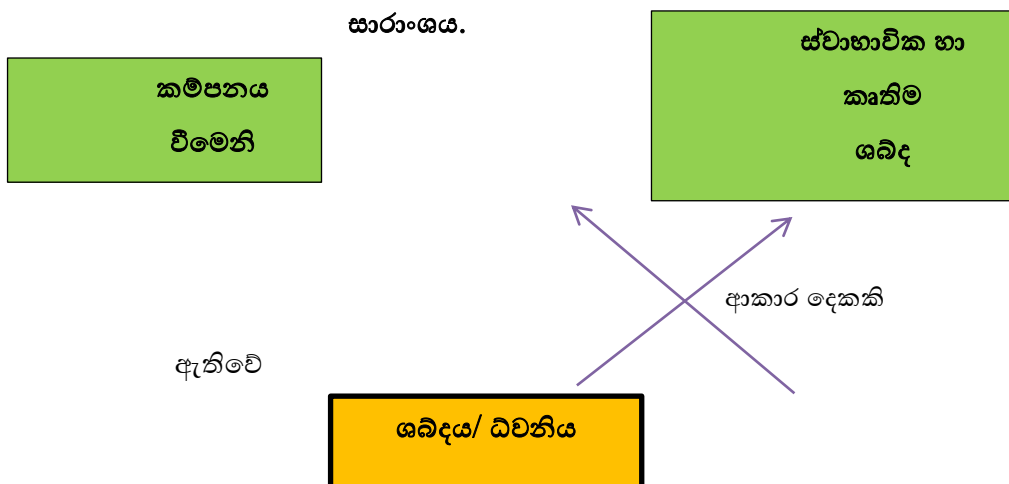 සාරාංශය.
කම්පනය
වීමෙනි
ස්වාභාවික හා
කෘතිම
ශබ්ද
ආකාර දෙකකි
ඇතිවේ
ශබ්දය/ ධ්වනිය